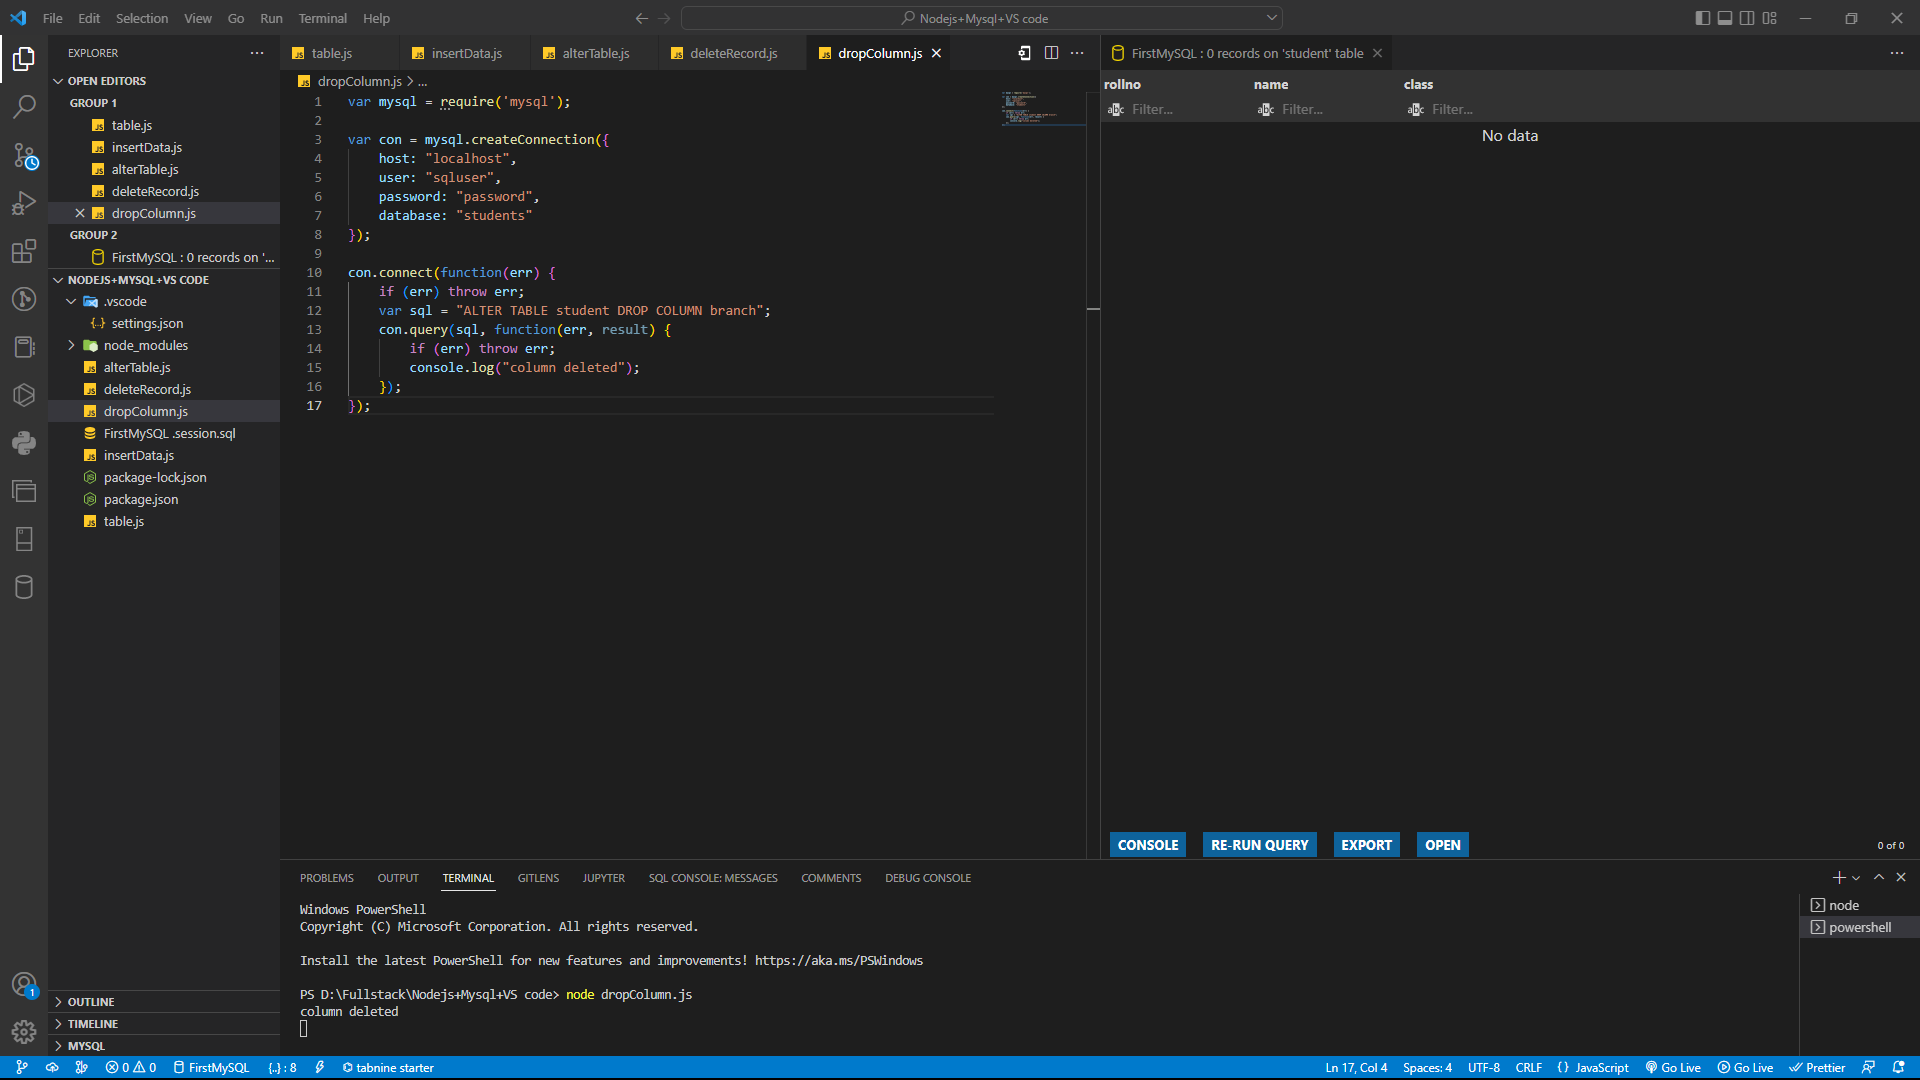 File Edit Selection View Go Run Terminal Help
Nodejs+Mysql+VS code
EXPLORER
OPEN EDITORS
GROUP 1
table.js
insertData.js
alterTable.js
deleteRecord.js
dropColumn.js
GROUP 2
FirstMySQL : 0 records on '...
NODEJS+MYSQL+VS CODE
.vscode
settings.json
node_modules
alterTable.js
deleteRecord.js
dropColumn.js
FirstMySQL .session.sql
insertData.js
package-lock.json
package.json
table.js
OUTLINE
TIMELINE
MYSQL
table.js insertData.js alterTable.js deleteRecord.js dropColumn.js
dropColumn.js > ...
1 var mysql = require('mysql');
2
3 var con = mysql.createConnection({
4 host: "localhost",
5 user: "sqluser",
6 password: "password",
7 database: "students"
8 });
9
10 con.connect(function(err) {
11 if (err) throw err;
12 var sql = "ALTER TABLE student DROP COLUMN branch";
13 con.query(sql, function(err, result) {
14 if (err) throw err;
15 console.log("column deleted");
16 });
17 });
FirstMySQL : 0 records on 'student' table
rollno name class
abc Filter... abc Filter... abc Filter...
No data
CONSOLE RE-RUN QUERY EXPORT OPEN 0 of 0
PROBLEMS OUTPUT TERMINAL GITLENS JUPYTER SQL CONSOLE: MESSAGES COMMENTS DEBUG CONSOLE
Windows PowerShell
Copyright (C) Microsoft Corporation. All rights reserved.
Install the latest PowerShell for new features and improvements! https://aka.ms/PSWindows
PS D:\Fullstack\Nodejs+Mysql+VS code> node dropColumn.js
column deleted
node
powershell
1
0 0 FirstMySQL {..} : 8 tabnine starter Ln 17, Col 4 Spaces: 4 UTF-8 CRLF {} JavaScript Go Live Go Live Prettier